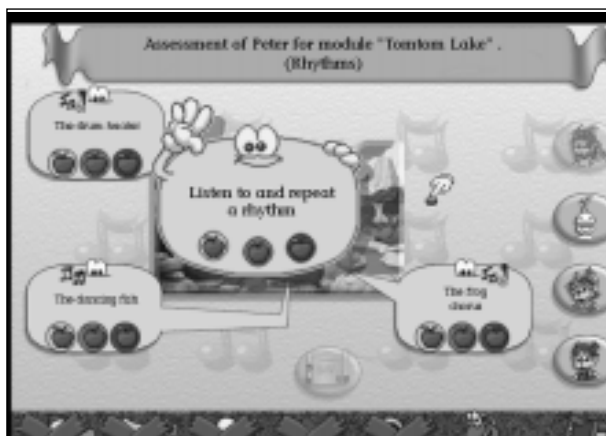 Assessment of Peter for module "Tomtom Lake" .
(Rhythms)
The drum beater
Listen to and repeat
a rhythm
The dancing fish
The frog
chorus